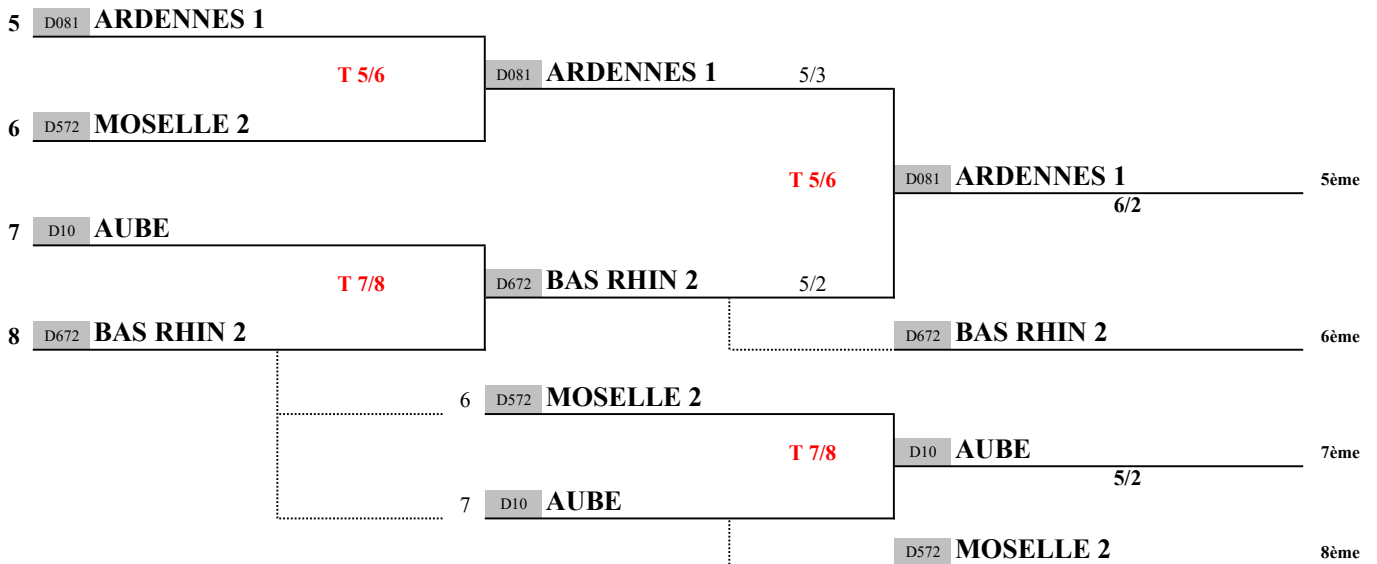 5 D081 ARDENNES 1
T 5/6 D081 ARDENNES 1 5/3
6 D572 MOSELLE 2
T 5/6 D081 ARDENNES 1 5ème
6/2
7 D10 AUBE
T 7/8 D672 BAS RHIN 2 5/2
8 D672 BAS RHIN 2 D672 BAS RHIN 2 6ème
6 D572 MOSELLE 2
T 7/8 D10 AUBE 7ème
5/2
7 D10 AUBE
D572 MOSELLE 2 8ème